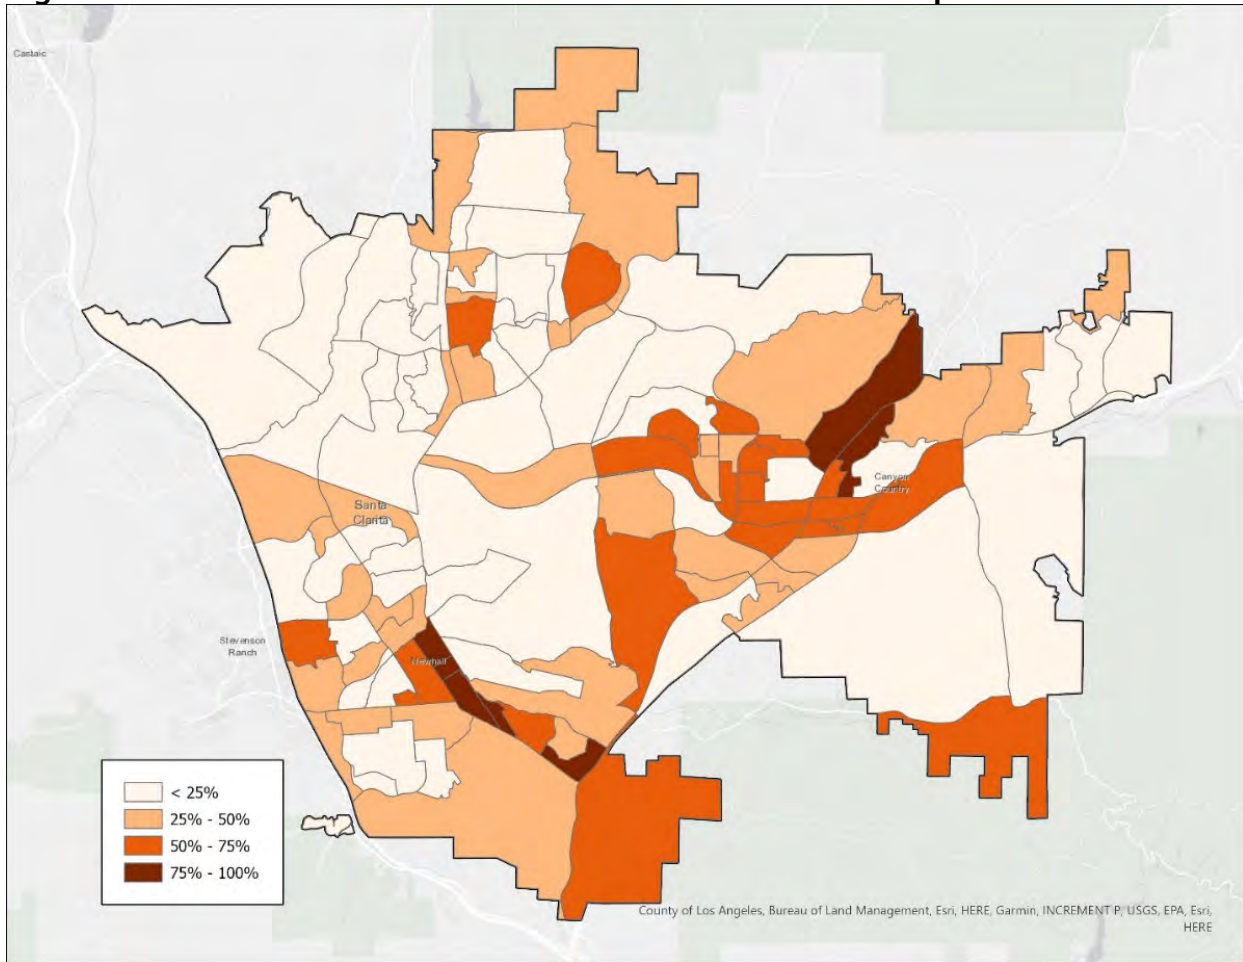 Castaic
Santa
Clarita
Canyon
Country
Stevenson
Ranch
Newhall
< 25%
25% - 50%
50% - 75%
75% - 100%
County of Los Angeles, Bureau of Land Management, Esri, HERE, Garmin, INCREMENT P, USGS, EPA, Esri,
HERE